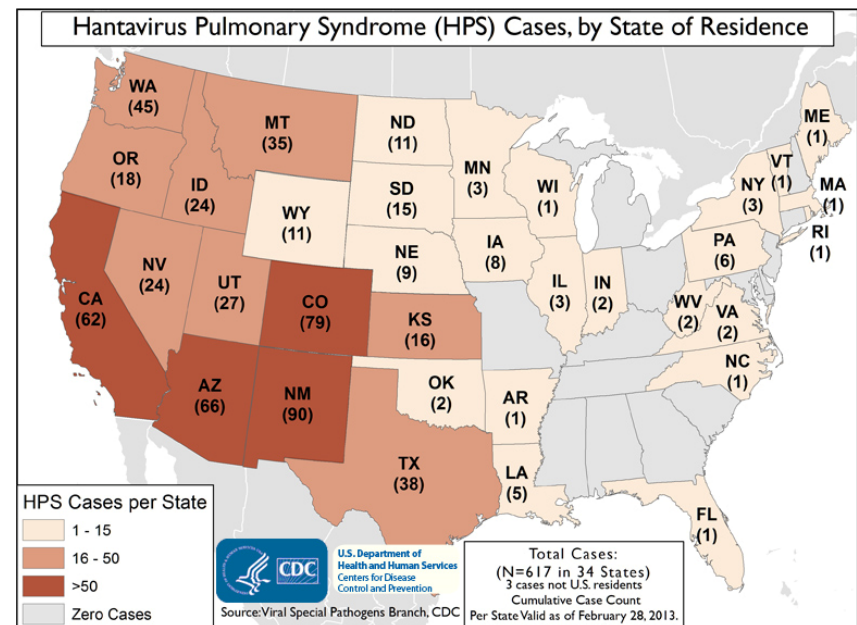 Hantavirus Pulmonary Syndrome (HPS) Cases, by State of Residence
WA
(45)
MT
(35)
ND
(11)
MN
(3)
ME
(1)
OR
(18)
ID
(24)
SD
(15)
WI
(1)
VT
(1)
NY
(3)
MA
(1)
RI
(1)
WY
(11)
NE
(9)
IA
(8)
PA
(6)
NV
(24)
UT
(27)
CA
(62)
CO
(79)
KS
(16)
IL
(3)
IN
(2)
WV
(2)
VA
(2)
NC
(1)
AZ
(66)
NM
(90)
OK
(2)
AR
(1)
TX
(38)
LA
(5)
FL
(1)
HPS Cases per State
1 - 15
16 - 50
>50
Zero Cases
CDC
U.S. Department of
Health and Human Services
Centers for Disease
Control and Prevention
Source:Viral Special Pathogens Branch, CDC
Total Cases:
(N=617 in 34 States)
3 cases not U.S. residents
Cumulative Case Count
Per State Valid as of February 28, 2013.